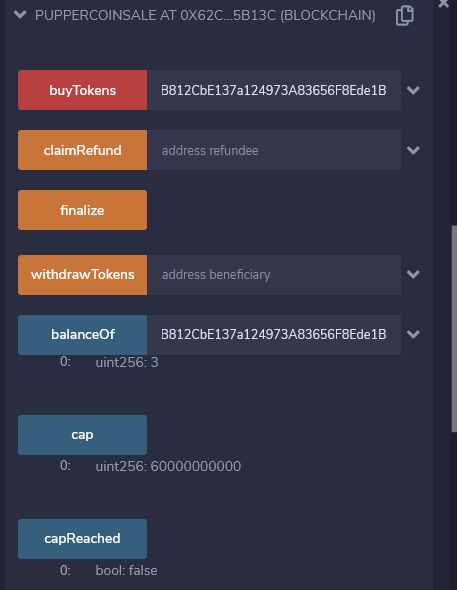 PUPPERCOINSALE AT 0X62C...5B13C (BLOCKCHAIN)
buyTokens B812CbE137a124973A83656F8Ede1B
claimRefund address refundee
finalize
withdrawTokens address beneficiary
balanceOf B812CbE137a124973A83656F8Ede1B
0: uint256: 3
cap
0: uint256: 60000000000
capReached
0: bool: false